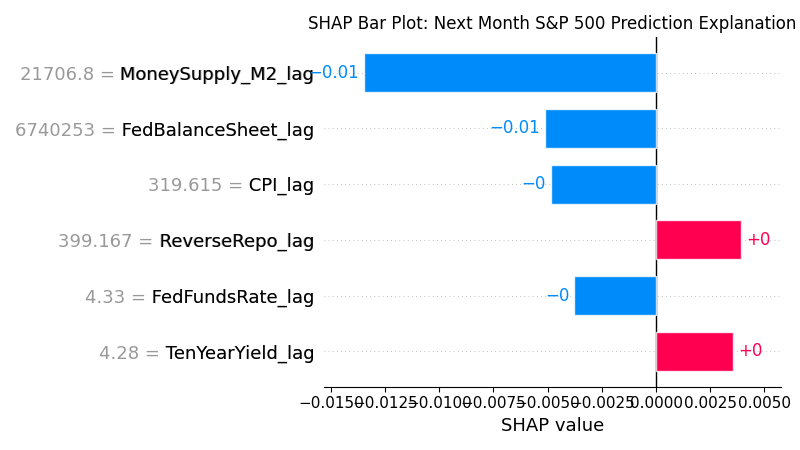 SHAP Bar Plot: Next Month S&P 500 Prediction Explanation
21706.8 = MoneySupply_M2_lag −0.01
6740253 = FedBalanceSheet_lag −0.01
319.615 = CPI_lag −0
399.167 = ReverseRepo_lag +0
4.33 = FedFundsRate_lag −0
4.28 = TenYearYield_lag +0
−0.0150 −0.0125 −0.0100 −0.0075 −0.0050 −0.0025 0.0000 0.0025 0.0050
SHAP value